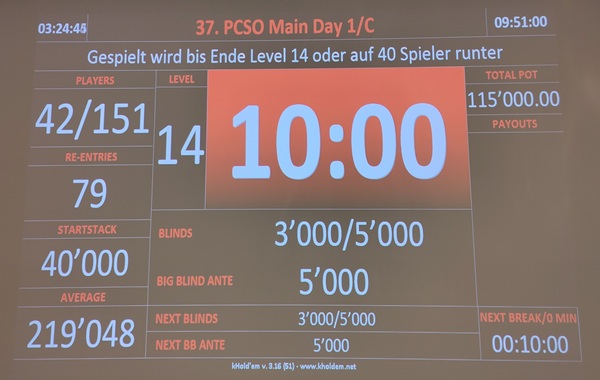 03:24:45
37. PCSO Main Day 1/C
09:51:00
Gespielt wird bis Ende Level 14 oder auf 40 Spieler runter
PLAYERS
42/151
RE-ENTRIES
79
STARTSTACK
40’000
AVERAGE
219’048
LEVEL
14
10:00
BLINDS
3’000/5’000
BIG BLIND ANTE
5’000
NEXT BLINDS
3’000/5’000
NEXT BB ANTE
5’000
TOTAL POT
115’000.00
PAYOUTS
NEXT BREAK/0 MIN
00:10:00
kHold'em v. 3.16 (51) - www.kholdem.net